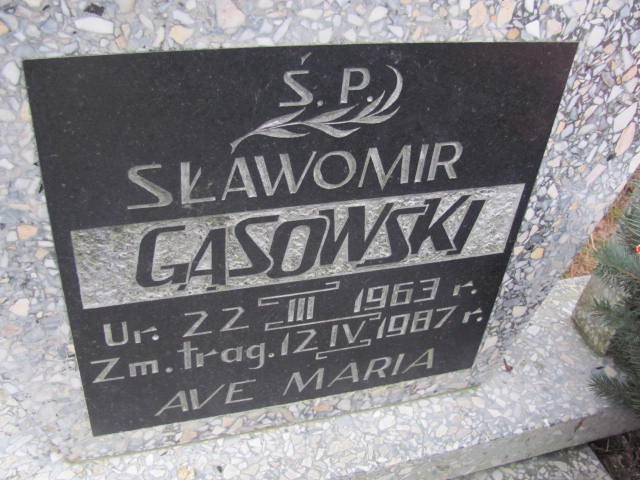 Ś.P.
SŁAWOMIR
GĄSOWSKI
Ur. 22 III 1963 r.
Zm. trag. 12 IV 1987 r.
AVE MARIA